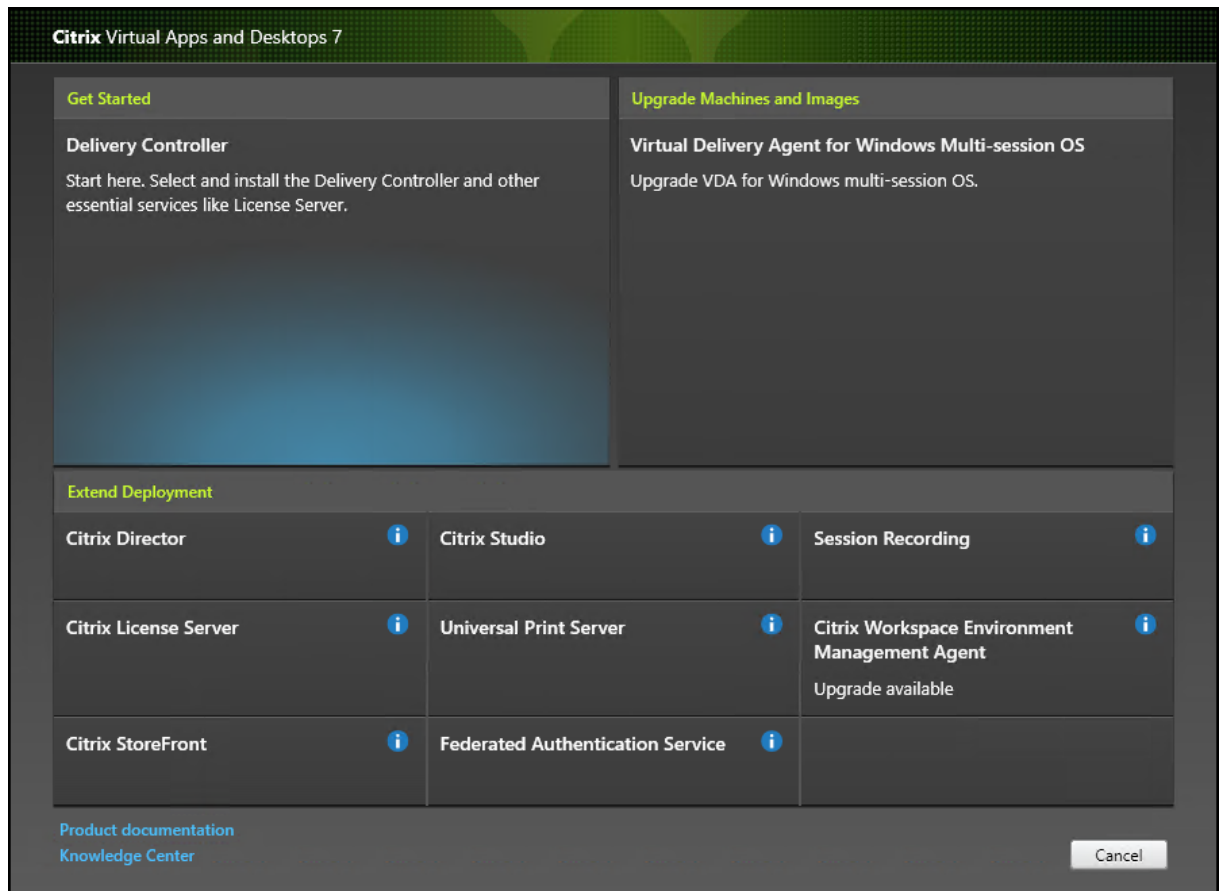 Citrix Virtual Apps and Desktops 7
Get Started
Delivery Controller
Start here. Select and install the Delivery Controller and other
essential services like License Server.
Upgrade Machines and Images
Virtual Delivery Agent for Windows Multi-session OS
Upgrade VDA for Windows multi-session OS.
Extend Deployment
Citrix Director
Citrix Studio
Session Recording
Citrix License Server
Universal Print Server
Citrix Workspace Environment
Management Agent
Upgrade available
Citrix StoreFront
Federated Authentication Service
Product documentation
Knowledge Center
Cancel